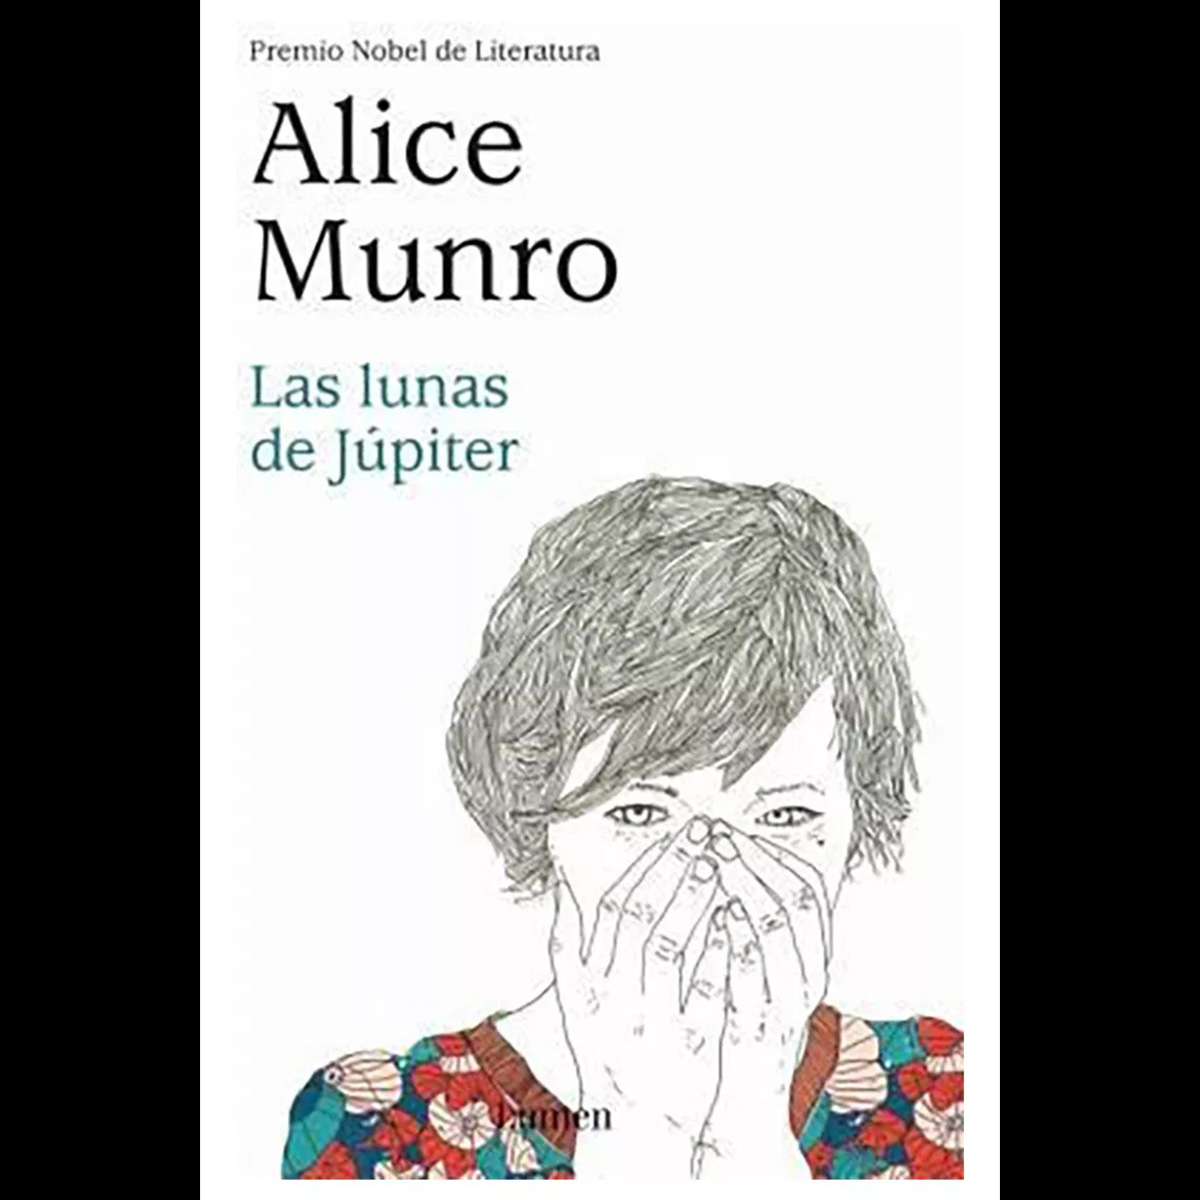 Premio Nobel de Literatura
Alice
Munro
Las lunas
de Júpiter
Lumen